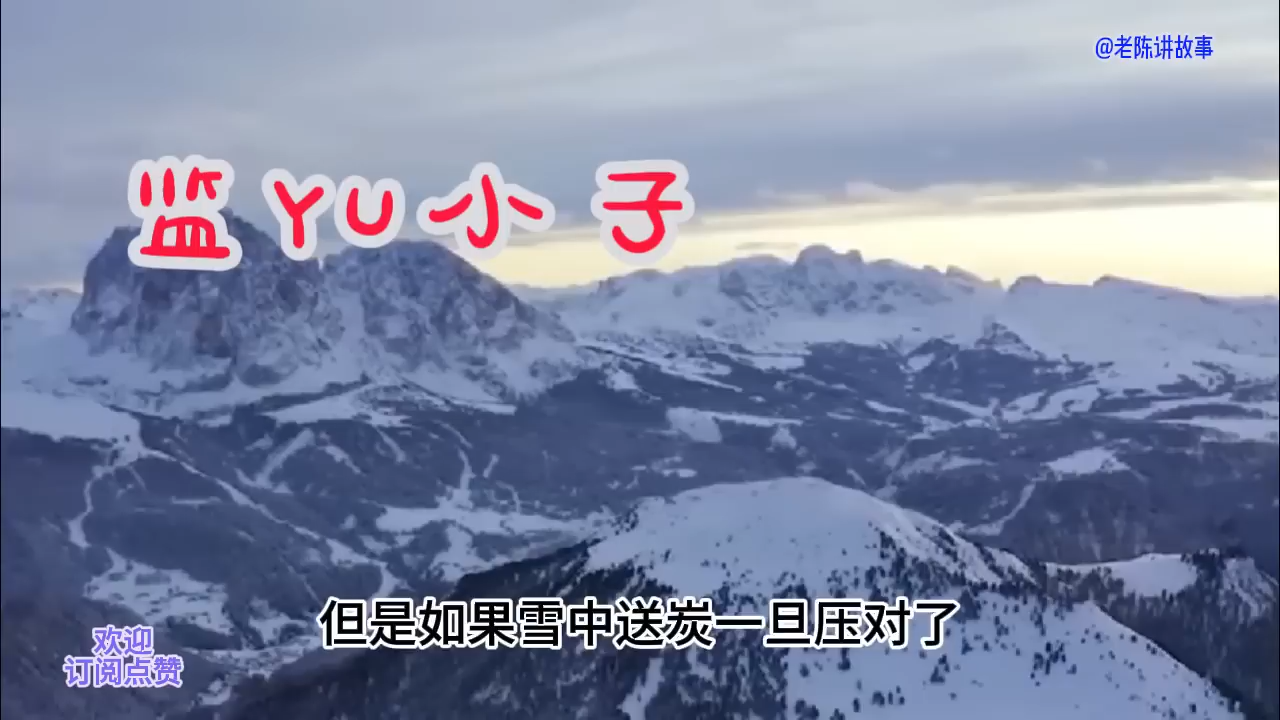 @老陈讲故事
监YU小子
但是如果雪中送炭一旦压对了
欢迎
订阅点赞